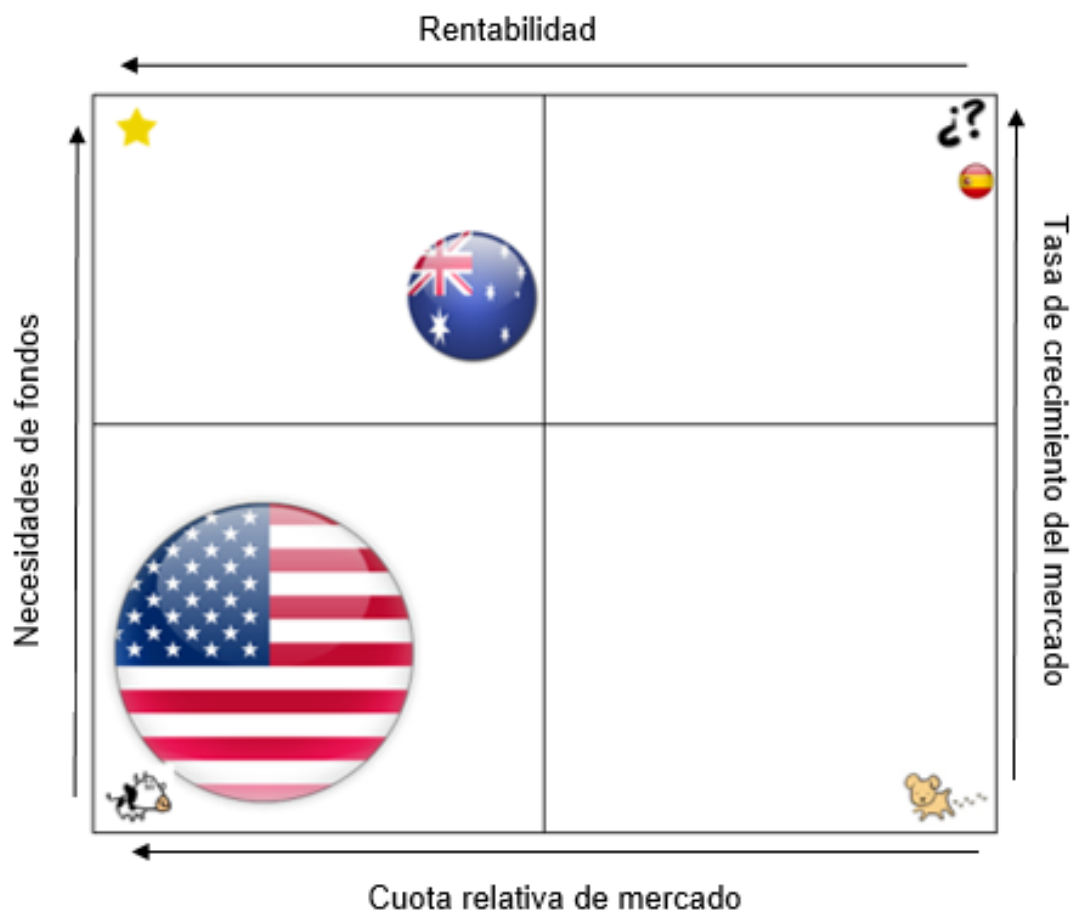 Rentabilidad
¿?
Necesidades de fondos
Tasa de crecimiento del mercado
Cuota relativa de mercado